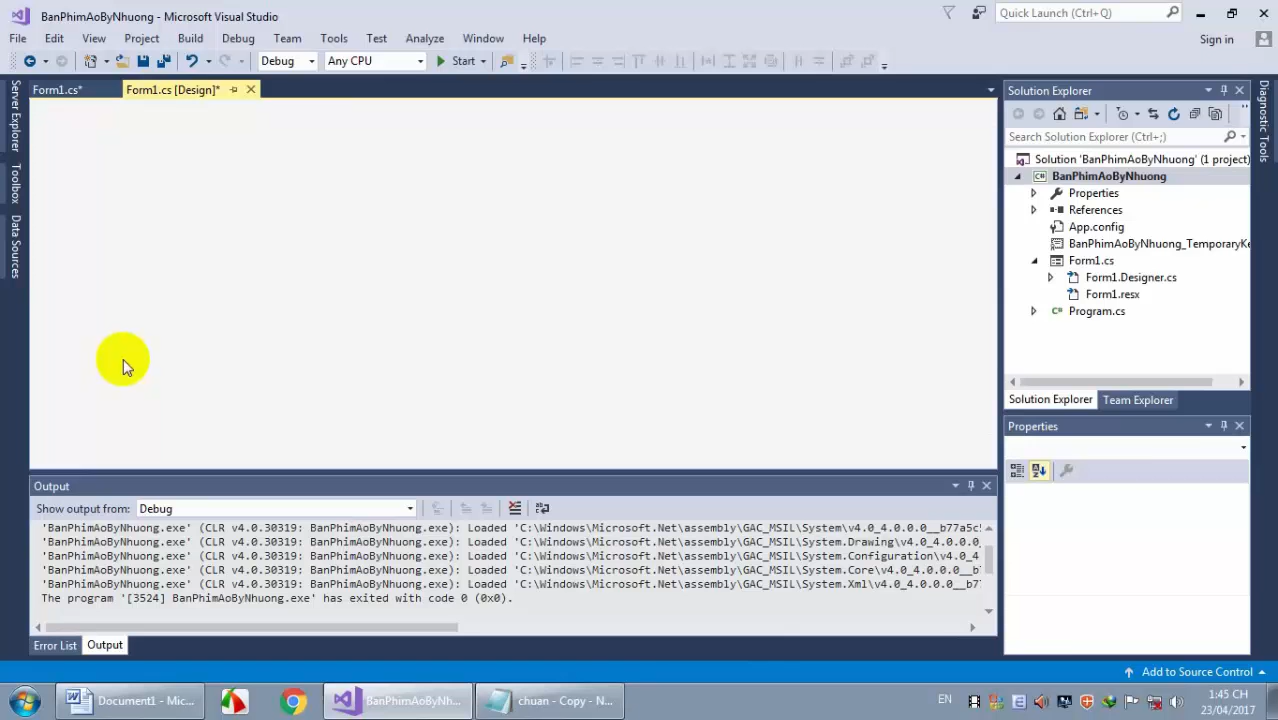 BanPhimAoByNhuong - Microsoft Visual Studio
Quick Launch (Ctrl+Q)
File Edit View Project Build Debug Team Tools Test Analyze Window Help
Sign in
Debug Any CPU Start
Server Explorer
Toolbox
Data Sources
Form1.cs* Form1.cs [Design]*
Solution Explorer
Search Solution Explorer (Ctrl+;)
Solution 'BanPhimAoByNhuong' (1 project)
BanPhimAoByNhuong
Properties
References
App.config
BanPhimAoByNhuong_TemporaryKe
Form1.cs
Form1.Designer.cs
Form1.resx
Program.cs
Solution Explorer Team Explorer
Properties
Diagnostic Tools
Output
Show output from: Debug
'BanPhimAoByNhuong.exe' (CLR v4.0.30319: BanPhimAoByNhuong.exe): Loaded 'C:\Windows\Microsoft.Net\assembly\GAC_MSIL\System\v4.0_4.0.0.0__b77a5c5
'BanPhimAoByNhuong.exe' (CLR v4.0.30319: BanPhimAoByNhuong.exe): Loaded 'C:\Windows\Microsoft.Net\assembly\GAC_MSIL\System.Drawing\v4.0_4.0.0.0_
'BanPhimAoByNhuong.exe' (CLR v4.0.30319: BanPhimAoByNhuong.exe): Loaded 'C:\Windows\Microsoft.Net\assembly\GAC_MSIL\System.Configuration\v4.0_4.
'BanPhimAoByNhuong.exe' (CLR v4.0.30319: BanPhimAoByNhuong.exe): Loaded 'C:\Windows\Microsoft.Net\assembly\GAC_MSIL\System.Core\v4.0_4.0.0.0__b
'BanPhimAoByNhuong.exe' (CLR v4.0.30319: BanPhimAoByNhuong.exe): Loaded 'C:\Windows\Microsoft.Net\assembly\GAC_MSIL\System.Xml\v4.0_4.0.0.0__b7
The program '[3524] BanPhimAoByNhuong.exe' has exited with code 0 (0x0).
Error List Output
Add to Source Control
Document1 - Mic... BanPhimAoByNh... chuan - Copy - N...
EN
1:45 CH
23/04/2017